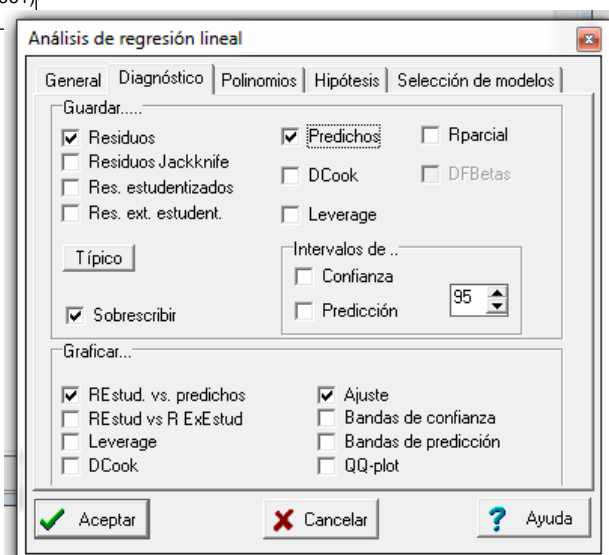 Análisis de regresión lineal
General Diagnóstico Polinomios Hipótesis Selección de modelos
Guardar.....
Residuos Predichos Rparcial
Residuos Jackknife
DCook DFBetas
Res. estudentizados
Res. ext. estudent. Leverage
Típico
Intervalos de ..
Confianza
95
Predicción
Sobrescribir
Graficar...
REstud. vs. predichos Ajuste
REstud vs R ExEstud Bandas de confianza
Leverage Bandas de predicción
DCook QQ-plot
Aceptar Cancelar ? Ayuda